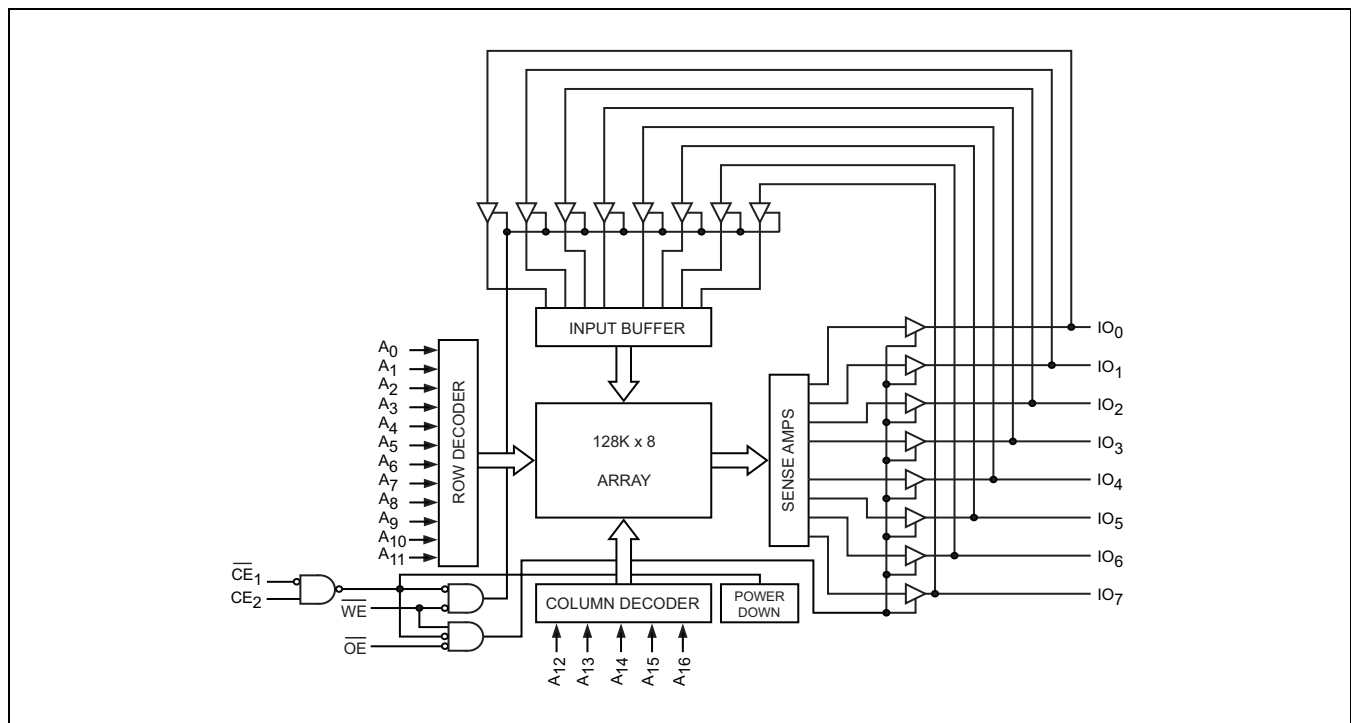 INPUT BUFFER
A0
A1
A2
A3
A4
A5
A6
A7
A8
A9
A10
A11
ROW DECODER
128K x 8
ARRAY
SENSE AMPS
IO0
IO1
IO2
IO3
IO4
IO5
IO6
IO7
CE1
CE2
WE
OE
COLUMN DECODER
POWER
DOWN
A12
A13
A14
A15
A16